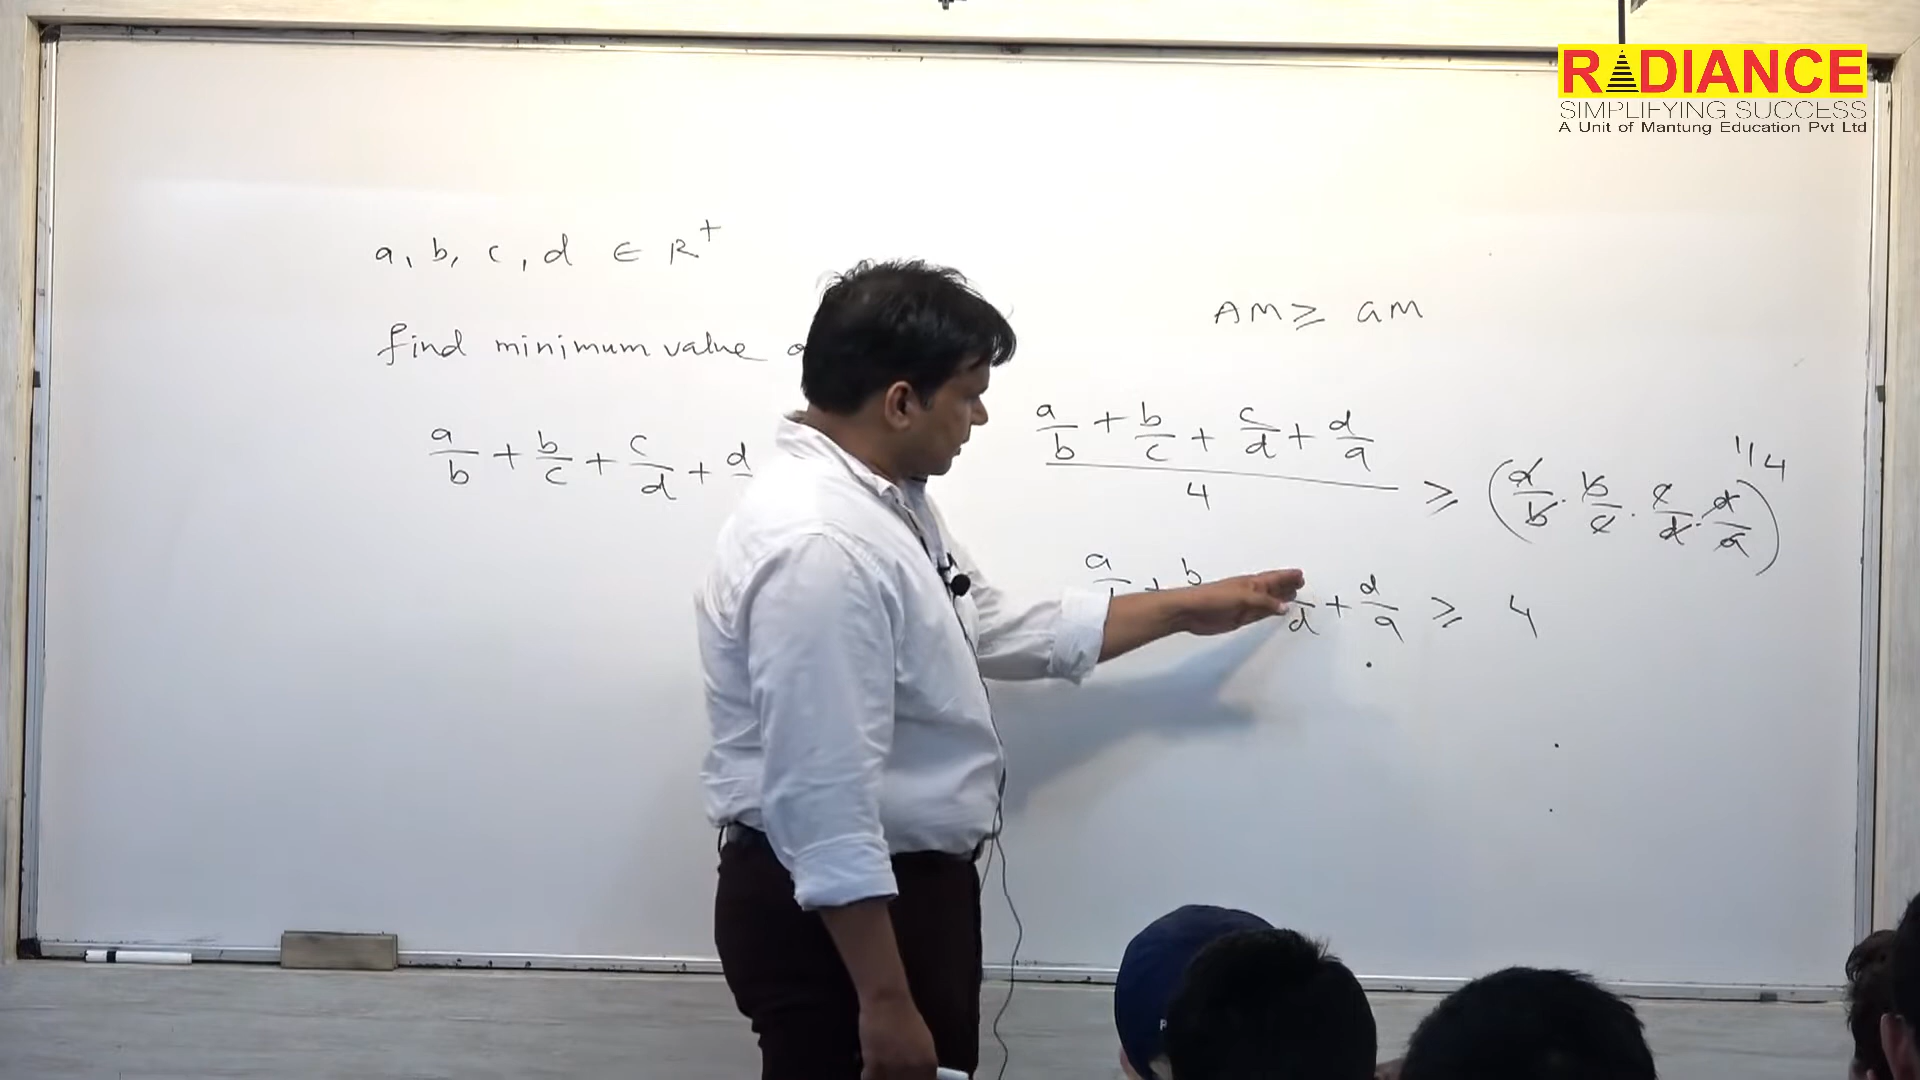 RADIANCE
SIMPLIFYING SUCCESS
A Unit of Mantung Education Pvt Ltd
a, b, c, d ∈ R⁺
find minimum value
a/b + b/c + c/d + d
AM ≥ GM
(a/b + b/c + c/d + d/a)/4 ≥ (a/b · b/c · c/d · d/a)^1/4
a + b d + d/a ≥ 4